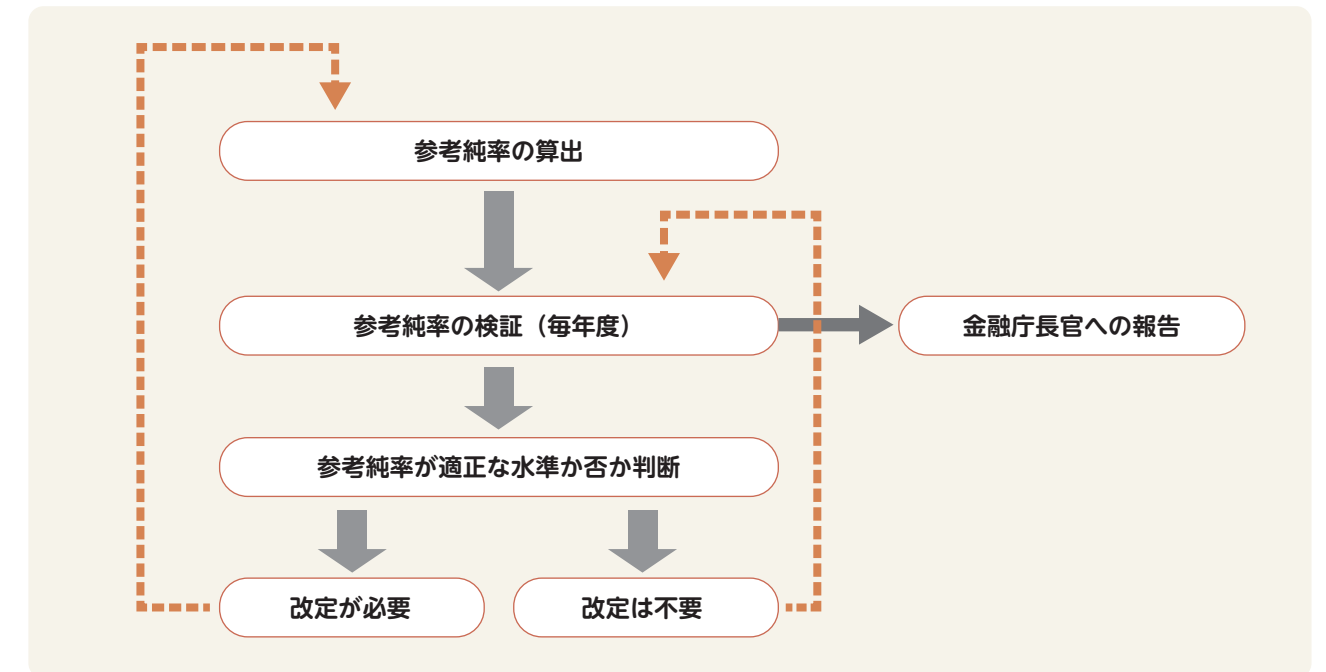 参考純率の算出
参考純率の検証（毎年度）
金融庁長官への報告
参考純率が適正な水準か否か判断
改定が必要
改定は不要